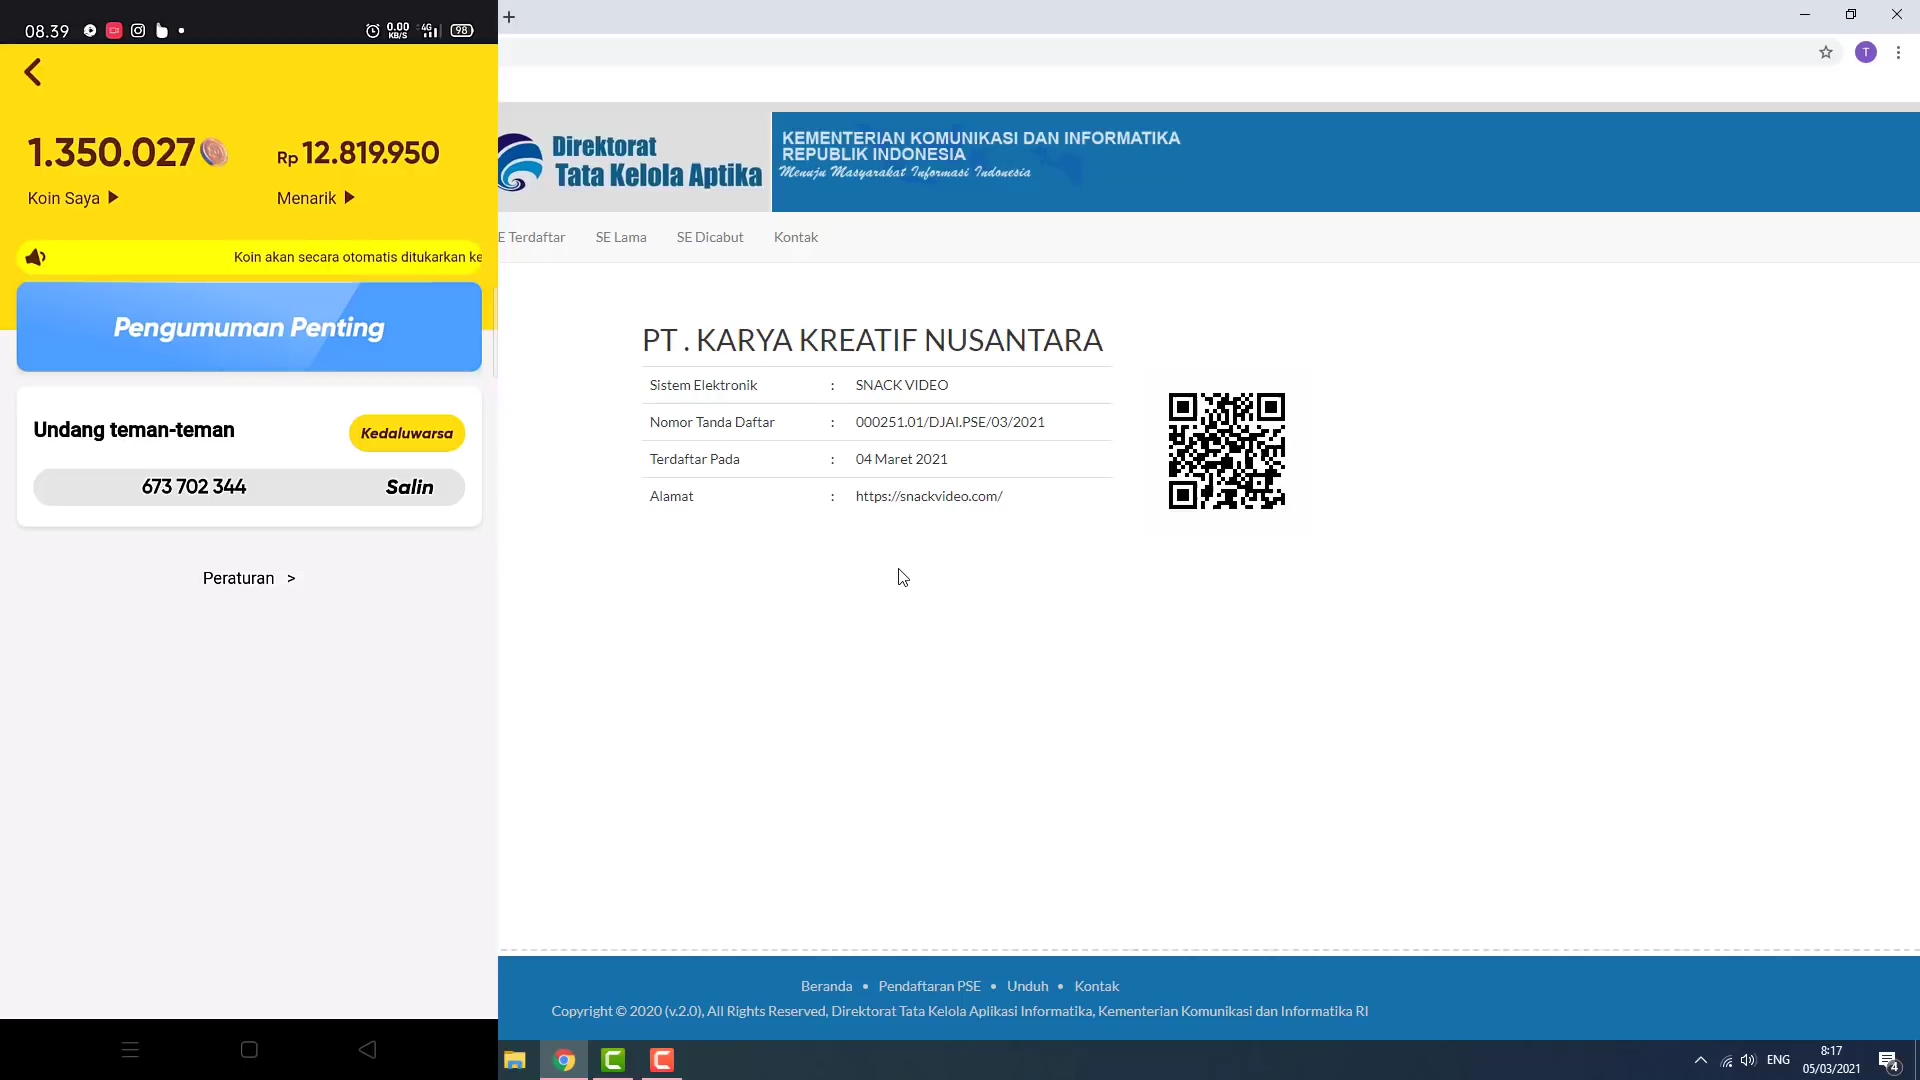 08.39
0.00
KB/S
4G
98
1.350.027
Rp 12.819.950
Koin Saya
Menarik
Koin akan secara otomatis ditukarkan ke
Pengumuman Penting
Undang teman-teman
Kedaluwarsa
673 702 344
Salin
Peraturan >
T
Direktorat
Tata Kelola Aptika
KEMENTERIAN KOMUNIKASI DAN INFORMATIKA
REPUBLIK INDONESIA
Menuju Masyarakat Informasi Indonesia
E Terdaftar
SE Lama
SE Dicabut
Kontak
PT . KARYA KREATIF NUSANTARA
Sistem Elektronik : SNACK VIDEO
Nomor Tanda Daftar : 000251.01/DJAI.PSE/03/2021
Terdaftar Pada : 04 Maret 2021
Alamat : https://snackvideo.com/
Beranda • Pendaftaran PSE • Unduh • Kontak
Copyright © 2020 (v.2.0), All Rights Reserved, Direktorat Tata Kelola Aplikasi Informatika, Kementerian Komunikasi dan Informatika RI
ENG
8:17
05/03/2021
4